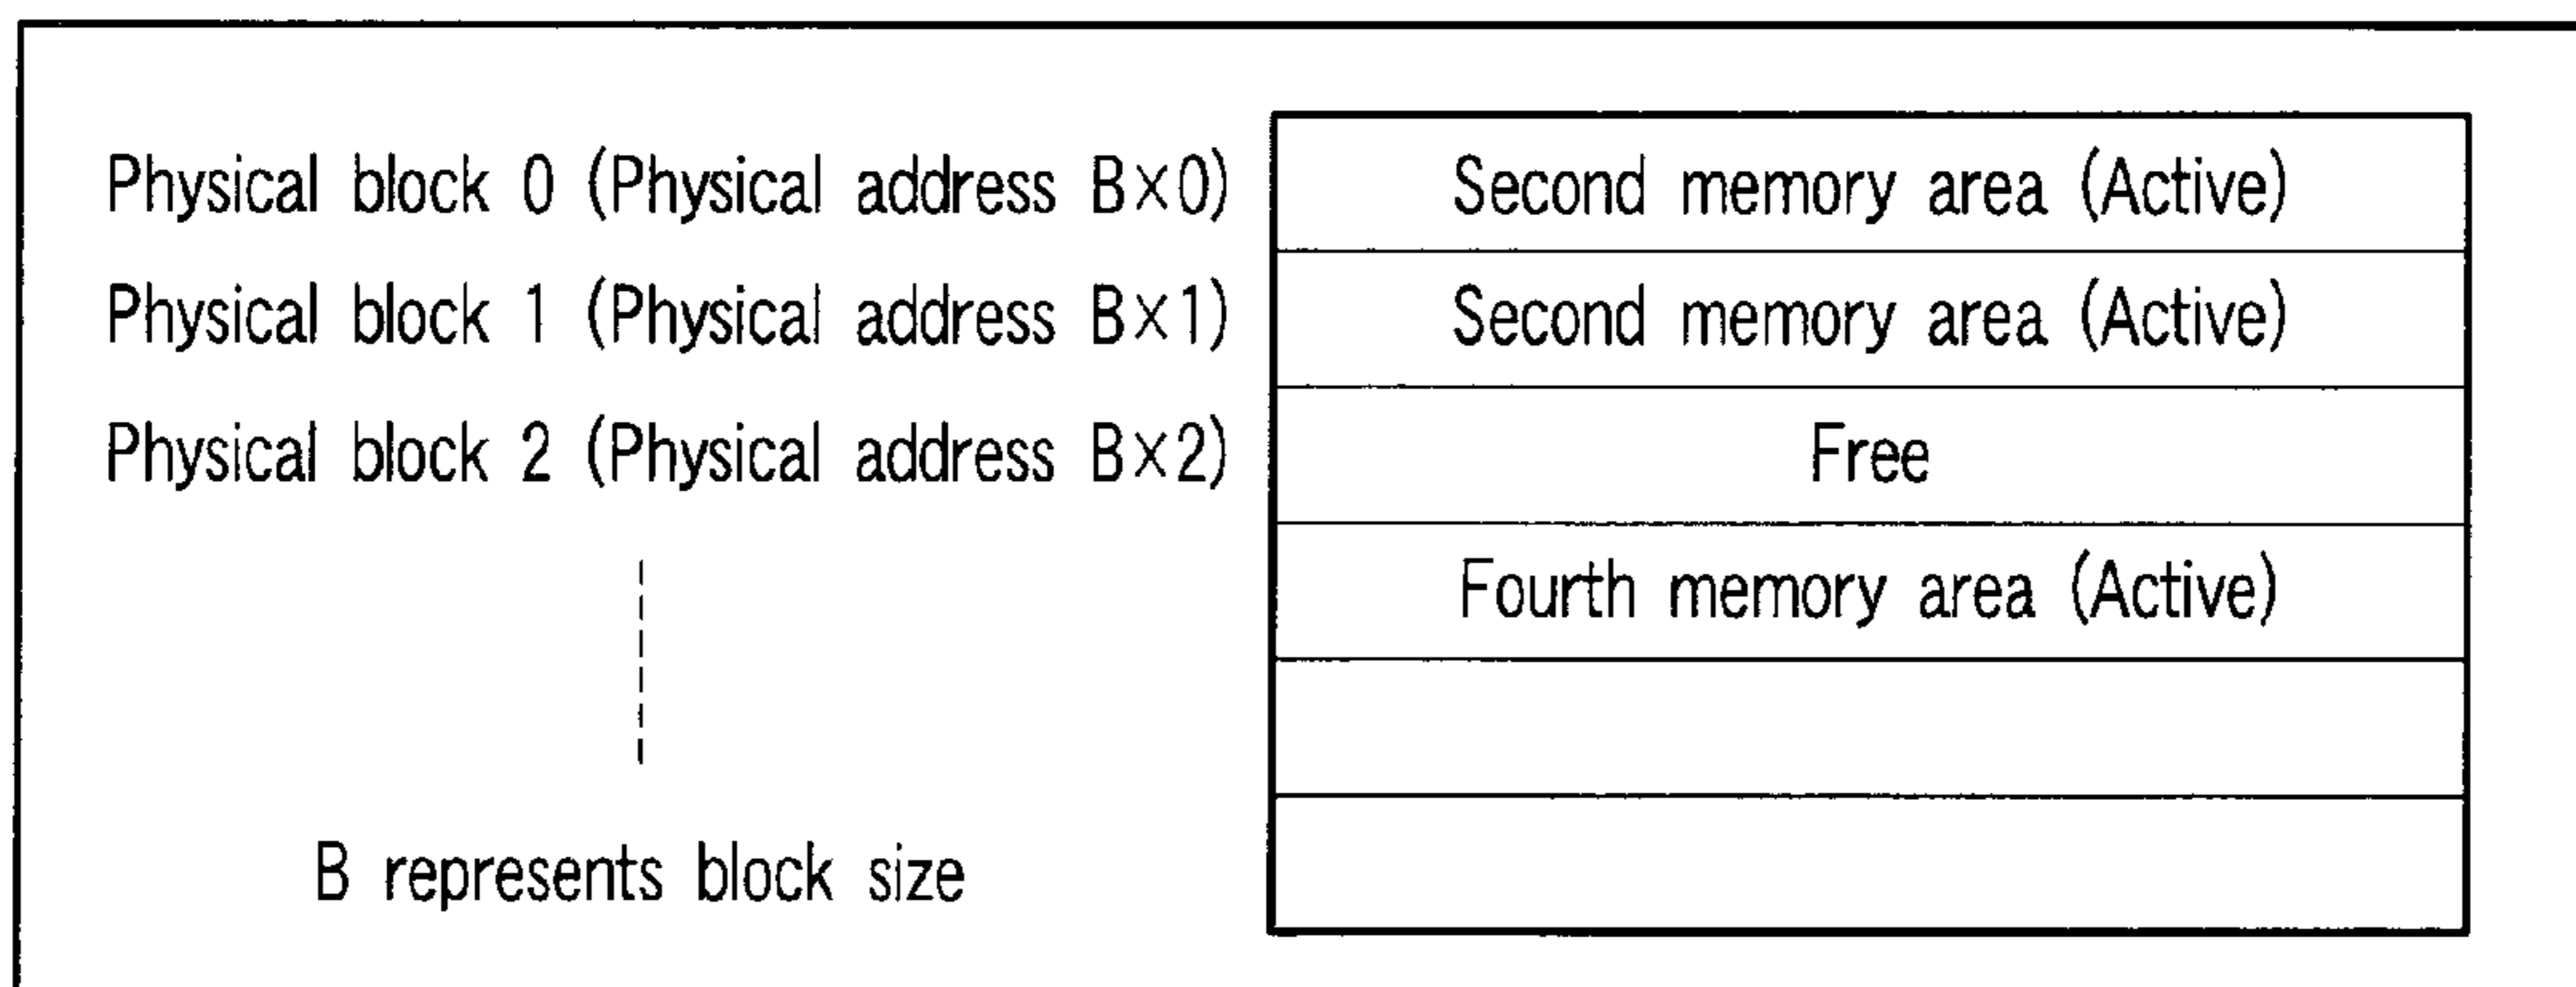 Physical block 0 (Physical address B×0) Second memory area (Active)
Physical block 1 (Physical address B×1) Second memory area (Active)
Physical block 2 (Physical address B×2) Free
Fourth memory area (Active)
B represents block size